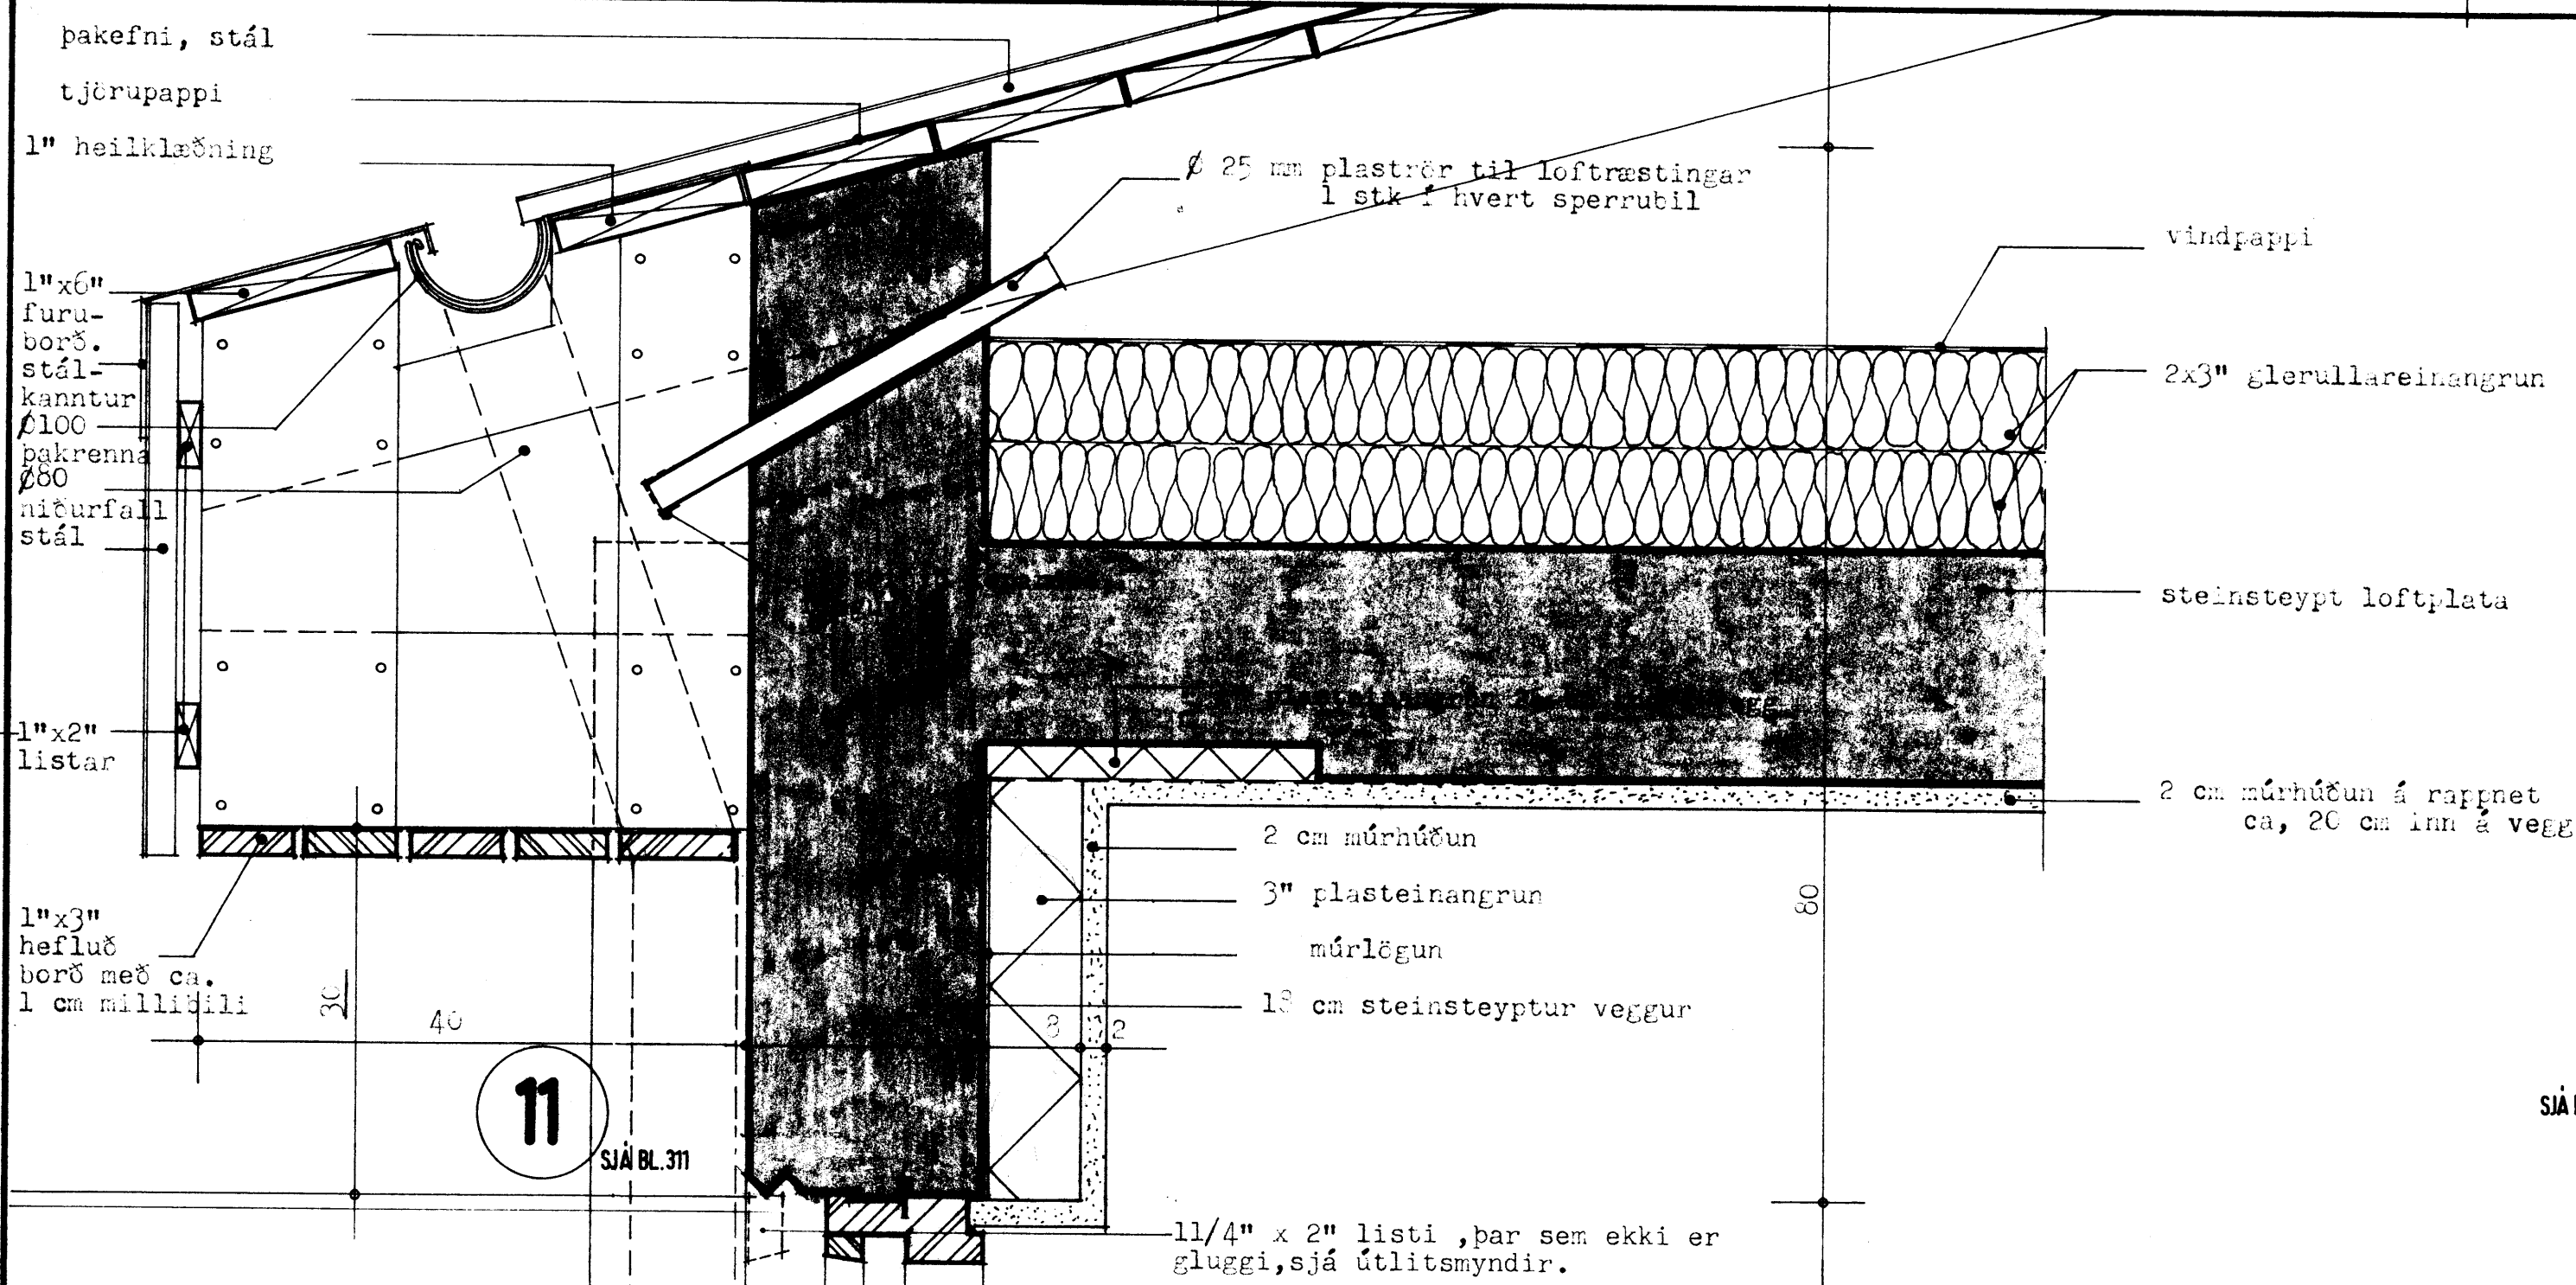 þakefni, stál
tjörupappi
1" heilklæðning
1"x6"
furu-
borð.
stál-
kanntur
Ø100
þakrenna
Ø80
niðurfall
stál
1"x2"
listar
1"x3"
hefluð
borð með ca.
1 cm millibili
30
40
11
SJÁ BL.311
Ø 25 mm plaströr til loftræstingar
1 stk í hvert sperrubil
vindpappi
2x3" glerullareinangrun
steinsteypt loftplata
2 cm múrhúðun á rappnet
ca, 20 cm inn á vegg
2 cm múrhúðun
3" plasteinangrun
múrlögun
18 cm steinsteyptur veggur
8
2
80
SJÁ
11/4" x 2" listi ,þar sem ekki er
gluggi,sjá útlitsmyndir.